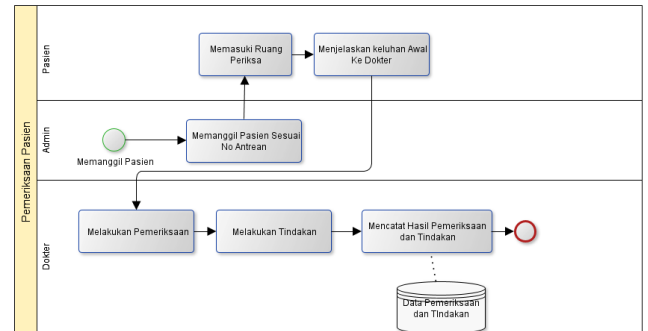 Pemeriksaan Pasien
Pasien
Memasuki Ruang
Periksa
Menjelaskan keluhan Awal
Ke Dokter
Admin
Memanggil Pasien
Memanggil Pasien Sesuai
No Antrean
Dokter
Melakukan Pemeriksaan
Melakukan Tindakan
Mencatat Hasil Pemeriksaan
dan Tindakan
Data Pemeriksaan
dan TIndakan